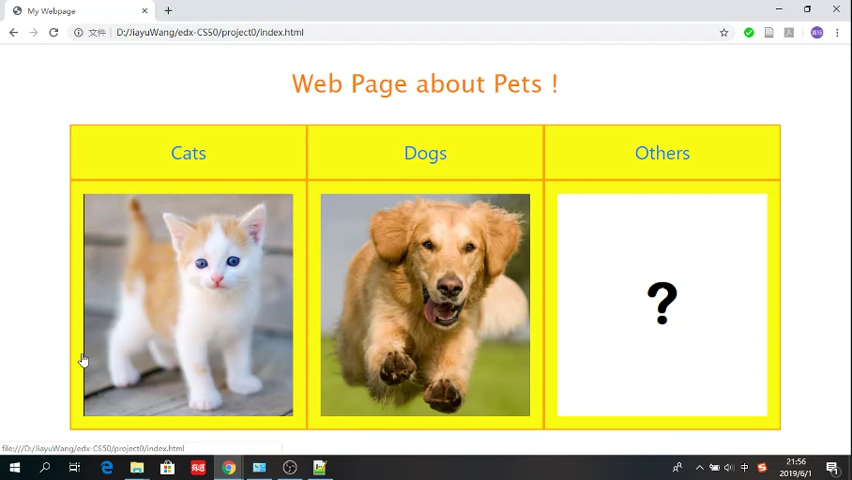 My Webpage
文件 D:/JiayuWang/edx-CS50/project0/index.html
Web Page about Pets !
Cats
Dogs
Others
?
file:///D:/JiayuWang/edx-CS50/project0/index.html
中
21:56
2019/6/1